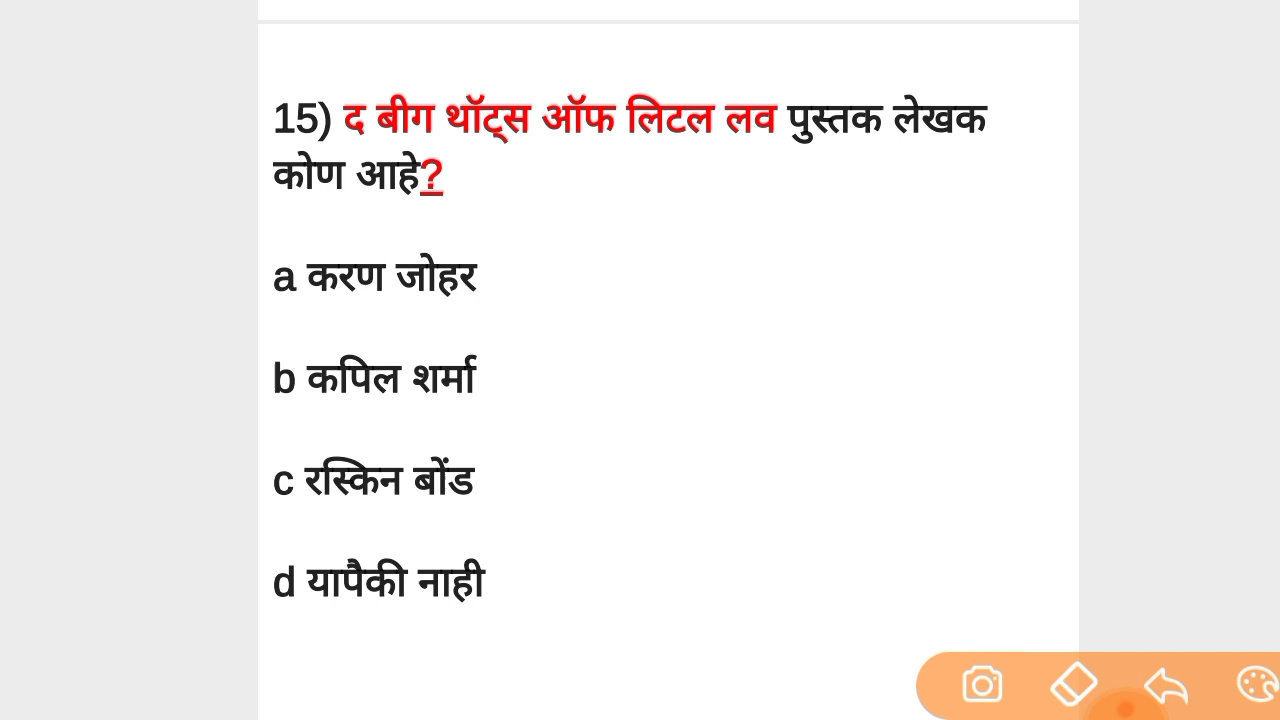 15) द बीग थॉट्स ऑफ लिटल लव पुस्तक लेखक
कोण आहे?
a करण जोहर
b कपिल शर्मा
c रस्किन बोंड
d यापैकी नाही